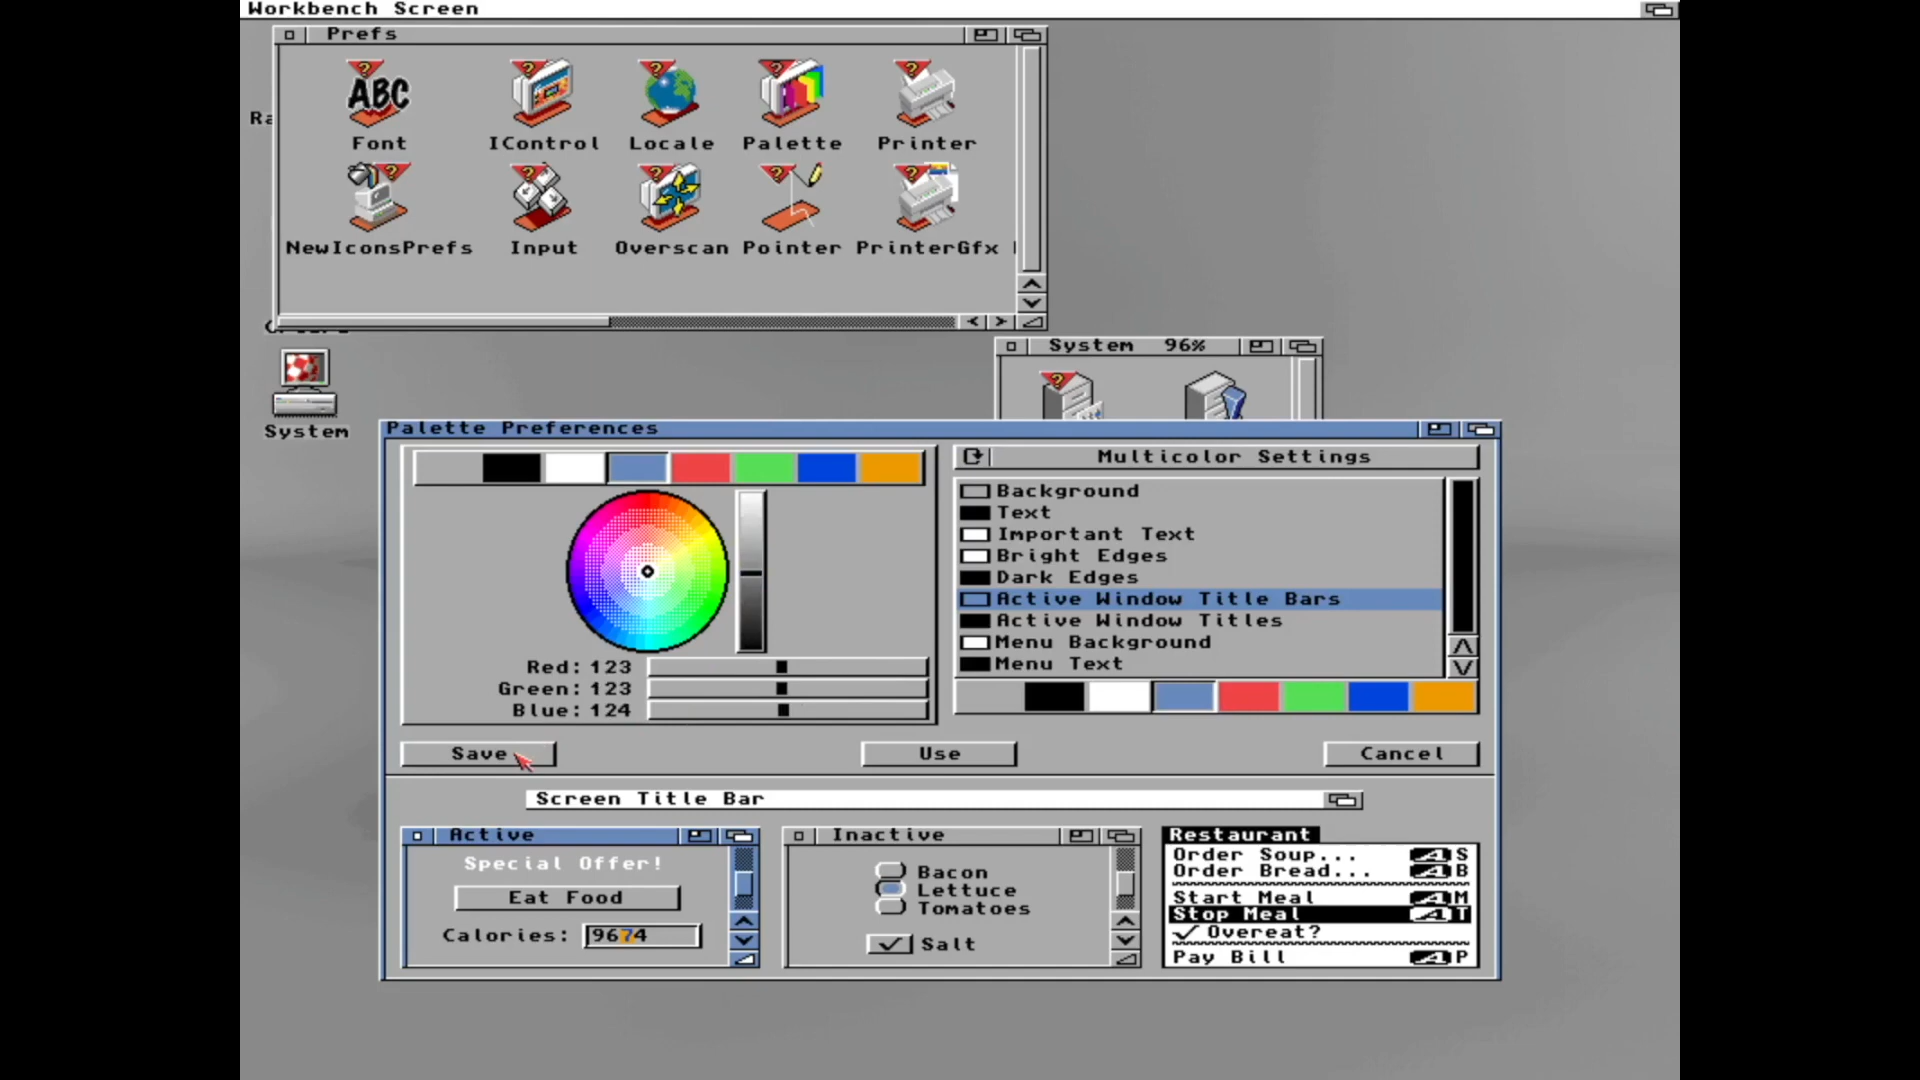 Workbench Screen
Prefs
ABC
Font
IControl
Locale
Palette
Printer
NewIconsPrefs
Input
Overscan
Pointer
PrinterGfx
System 96%
System
Palette Preferences
Multicolor Settings
Background
Text
Important Text
Bright Edges
Dark Edges
Active Window Title Bars
Active Window Titles
Menu Background
Menu Text
Red: 123
Green: 123
Blue: 124
Save
Use
Cancel
Screen Title Bar
Active
Special Offer!
Eat Food
Calories: 9674
Inactive
Bacon
Lettuce
Tomatoes
Salt
Restaurant
Order Soup... A S
Order Bread... A B
Start Meal A M
Stop Meal A T
Overeat?
Pay Bill A P